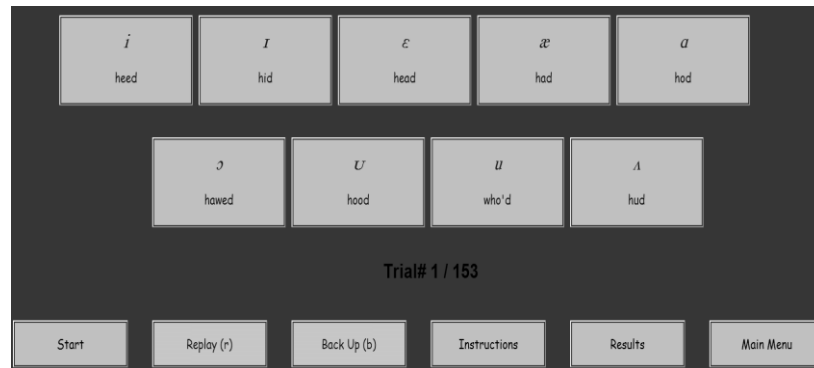 i ɪ ɛ æ ɑ
heed hid head had hod
ɔ ʊ u ʌ
hawed hood who'd hud
Trial# 1 / 153
Start Replay (r) Back Up (b) Instructions Results Main Menu